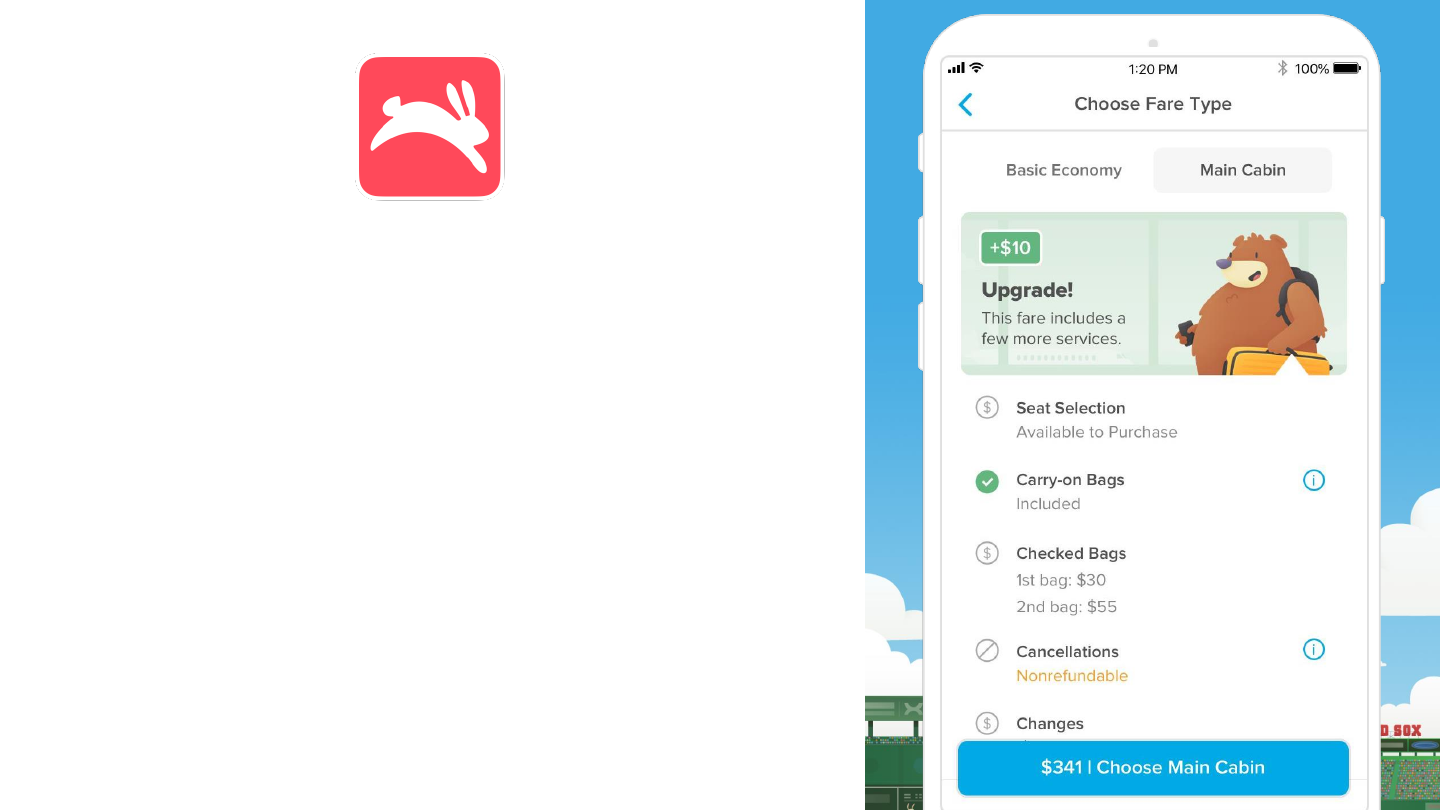 1:20 PM
100%
Choose Fare Type
Basic Economy
Main Cabin
+$10
Upgrade!
This fare includes a
few more services.
Seat Selection
Available to Purchase
Carry-on Bags
Included
Checked Bags
1st bag: $30
2nd bag: $55
Cancellations
Nonrefundable
Changes
D SOX
$341 | Choose Main Cabin